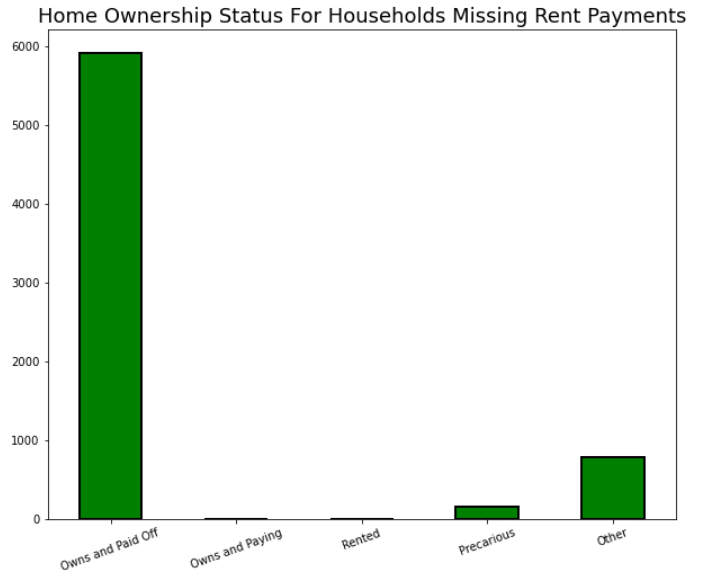 Home Ownership Status For Households Missing Rent Payments
6000
5000
4000
3000
2000
1000
0
Owns and Paid Off
Owns and Paying
Rented
Precarious
Other